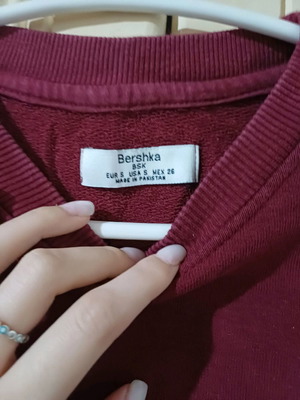 Bershka
BSK
EUR S USA S MEX 26
MADE IN PAKISTAN